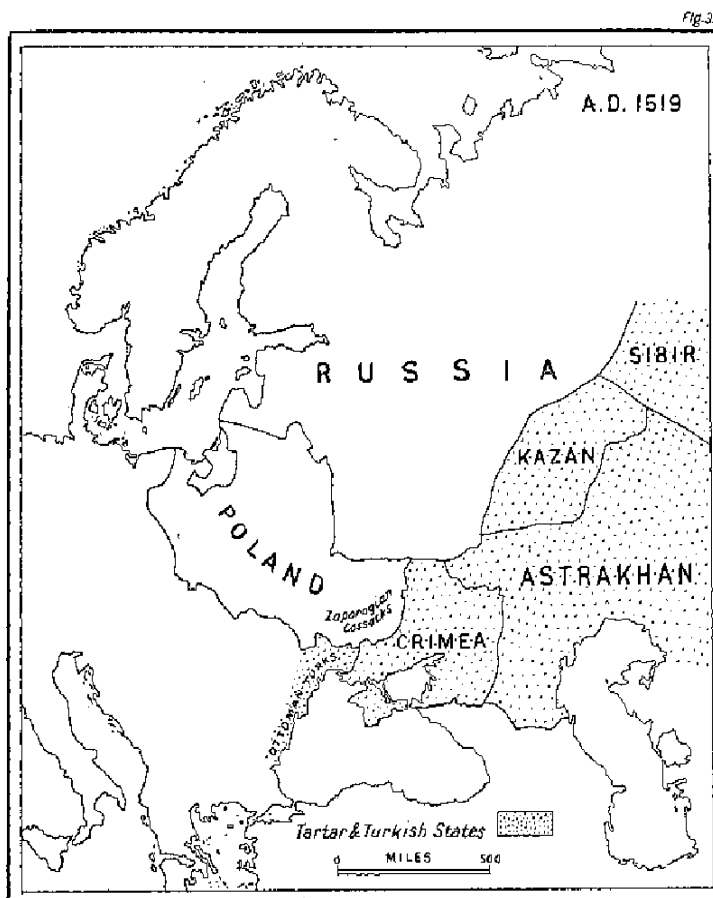 Fig. 3.
A.D. 1519
SIBIR
RUSSIA
KAZAN
POLAND
ASTRAKHAN
Zaporogian
Cossacks
CRIMEA
OTTOMAN TURKS
Tartar & Turkish States
0 MILES 500